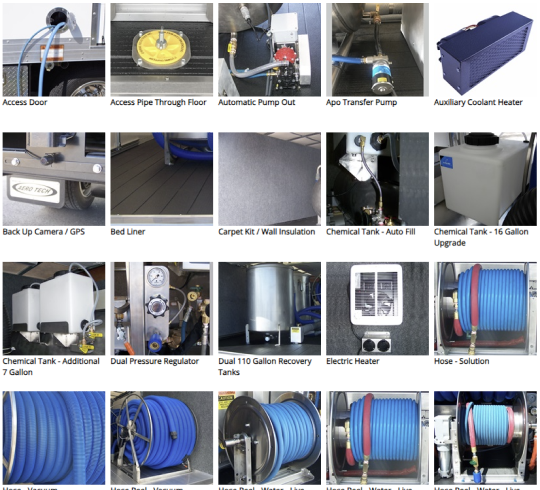 Access Door
Access Pipe Through Floor
Automatic Pump Out
Apo Transfer Pump
Auxilliary Coolant Heater
AERO TECH
Back Up Camera / GPS
Bed Liner
Carpet Kit / Wall Insulation
Chemical Tank - Auto Fill
Chemical Tank - 16 Gallon
Upgrade
Chemical Tank - Additional
7 Gallon
Dual Pressure Regulator
Dual 110 Gallon Recovery
Tanks
Electric Heater
Hose - Solution
Hose - Vacuum
Hose Reel - Vacuum
Hose Reel - Water - Live
Hose Reel - Water - Live
Hose Reel - Water - Live